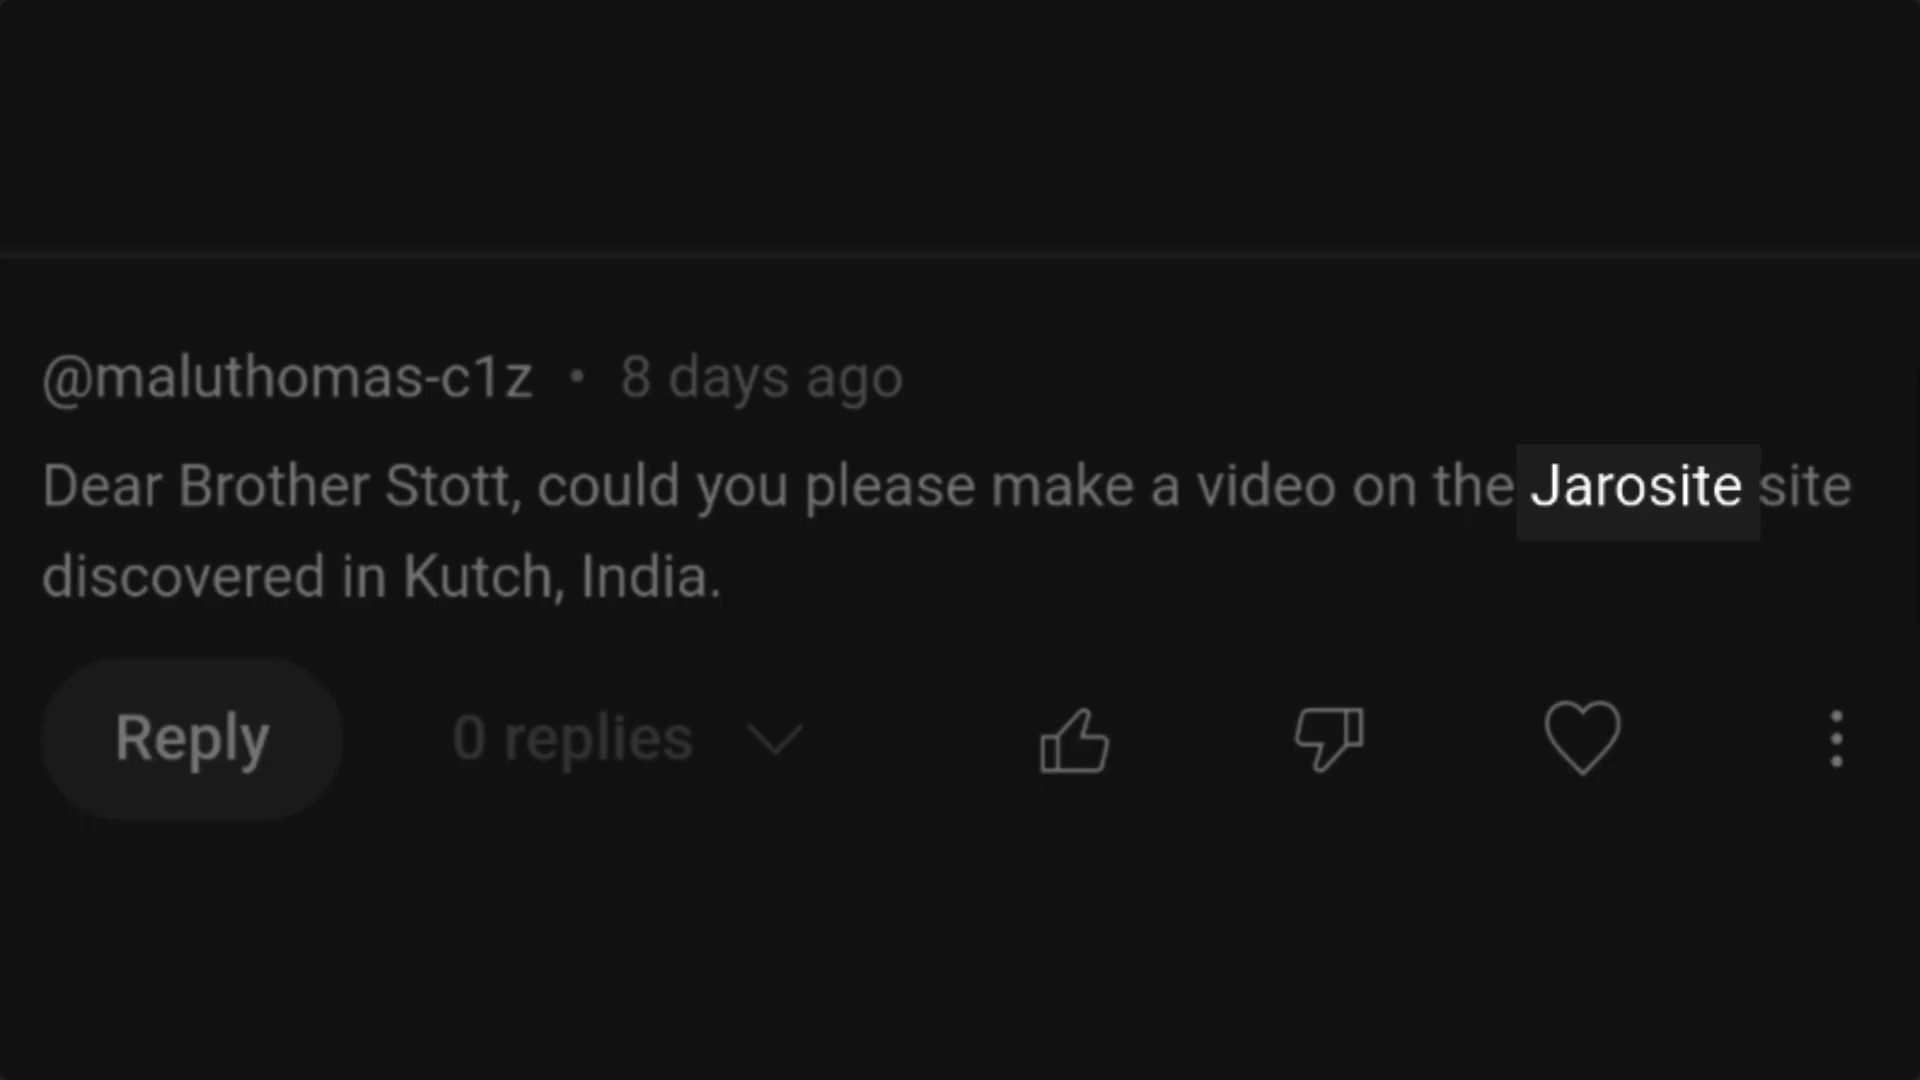 @maluthomas-c1z • 8 days ago
Dear Brother Stott, could you please make a video on the Jarosite site
discovered in Kutch, India.
Reply 0 replies